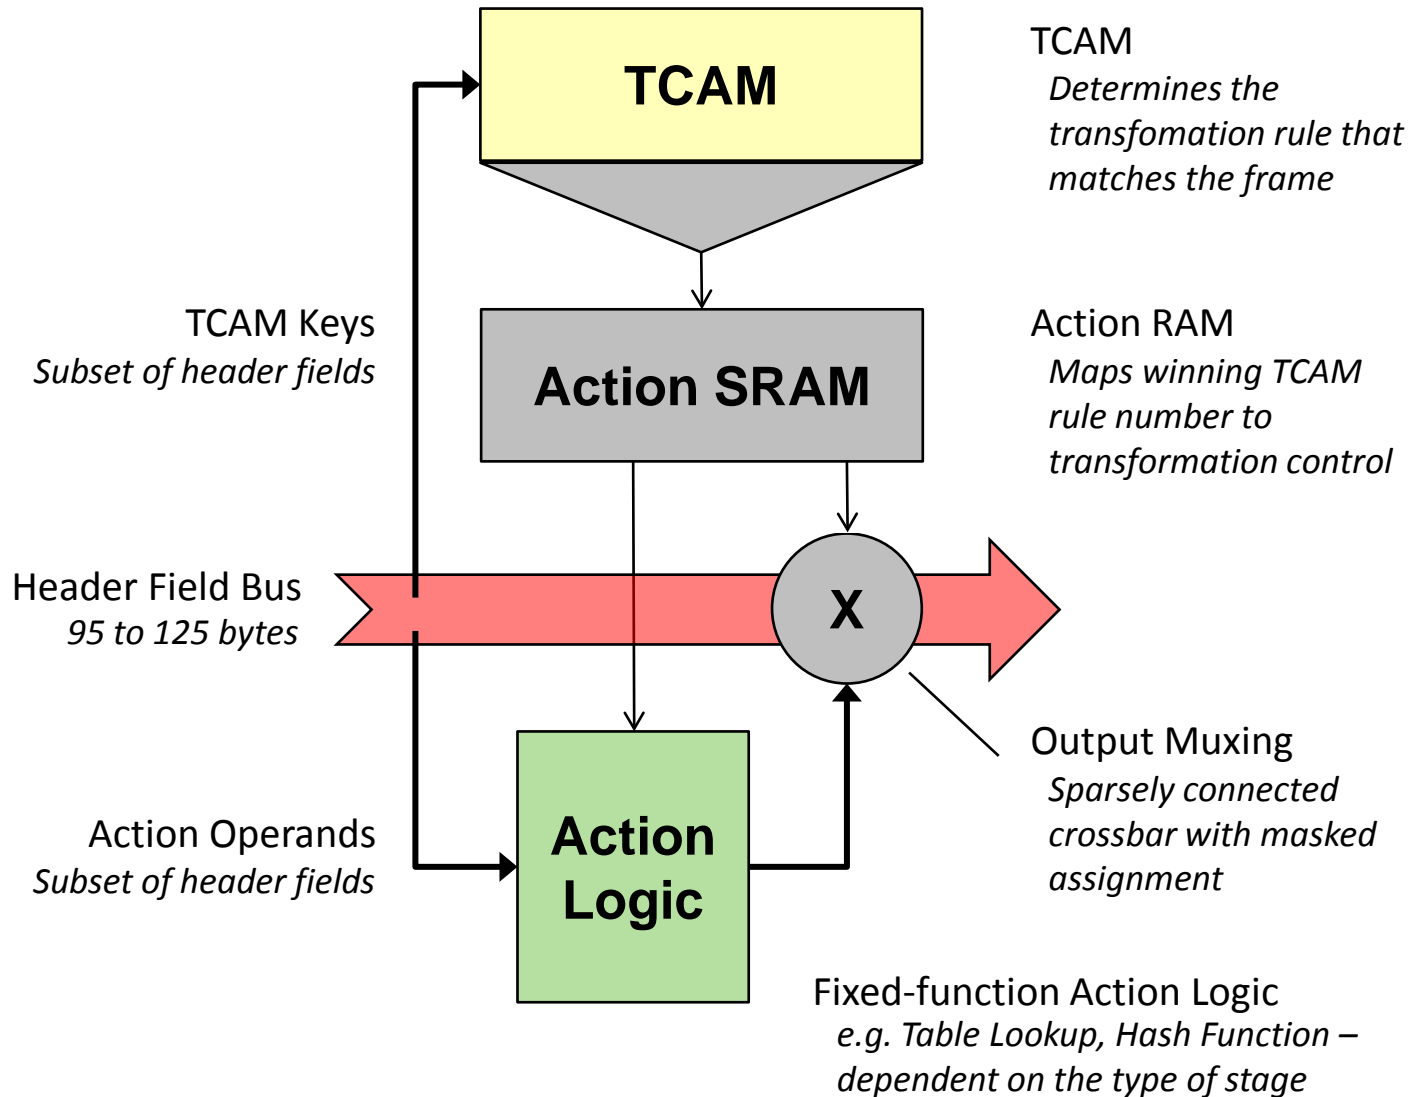 TCAM
TCAM
Determines the
transfomation rule that
matches the frame
TCAM Keys
Subset of header fields
Action SRAM
Action RAM
Maps winning TCAM
rule number to
transformation control
Header Field Bus
95 to 125 bytes
X
Output Muxing
Sparsely connected
crossbar with masked
assignment
Action Operands
Subset of header fields
Action
Logic
Fixed-function Action Logic
e.g. Table Lookup, Hash Function –
dependent on the type of stage